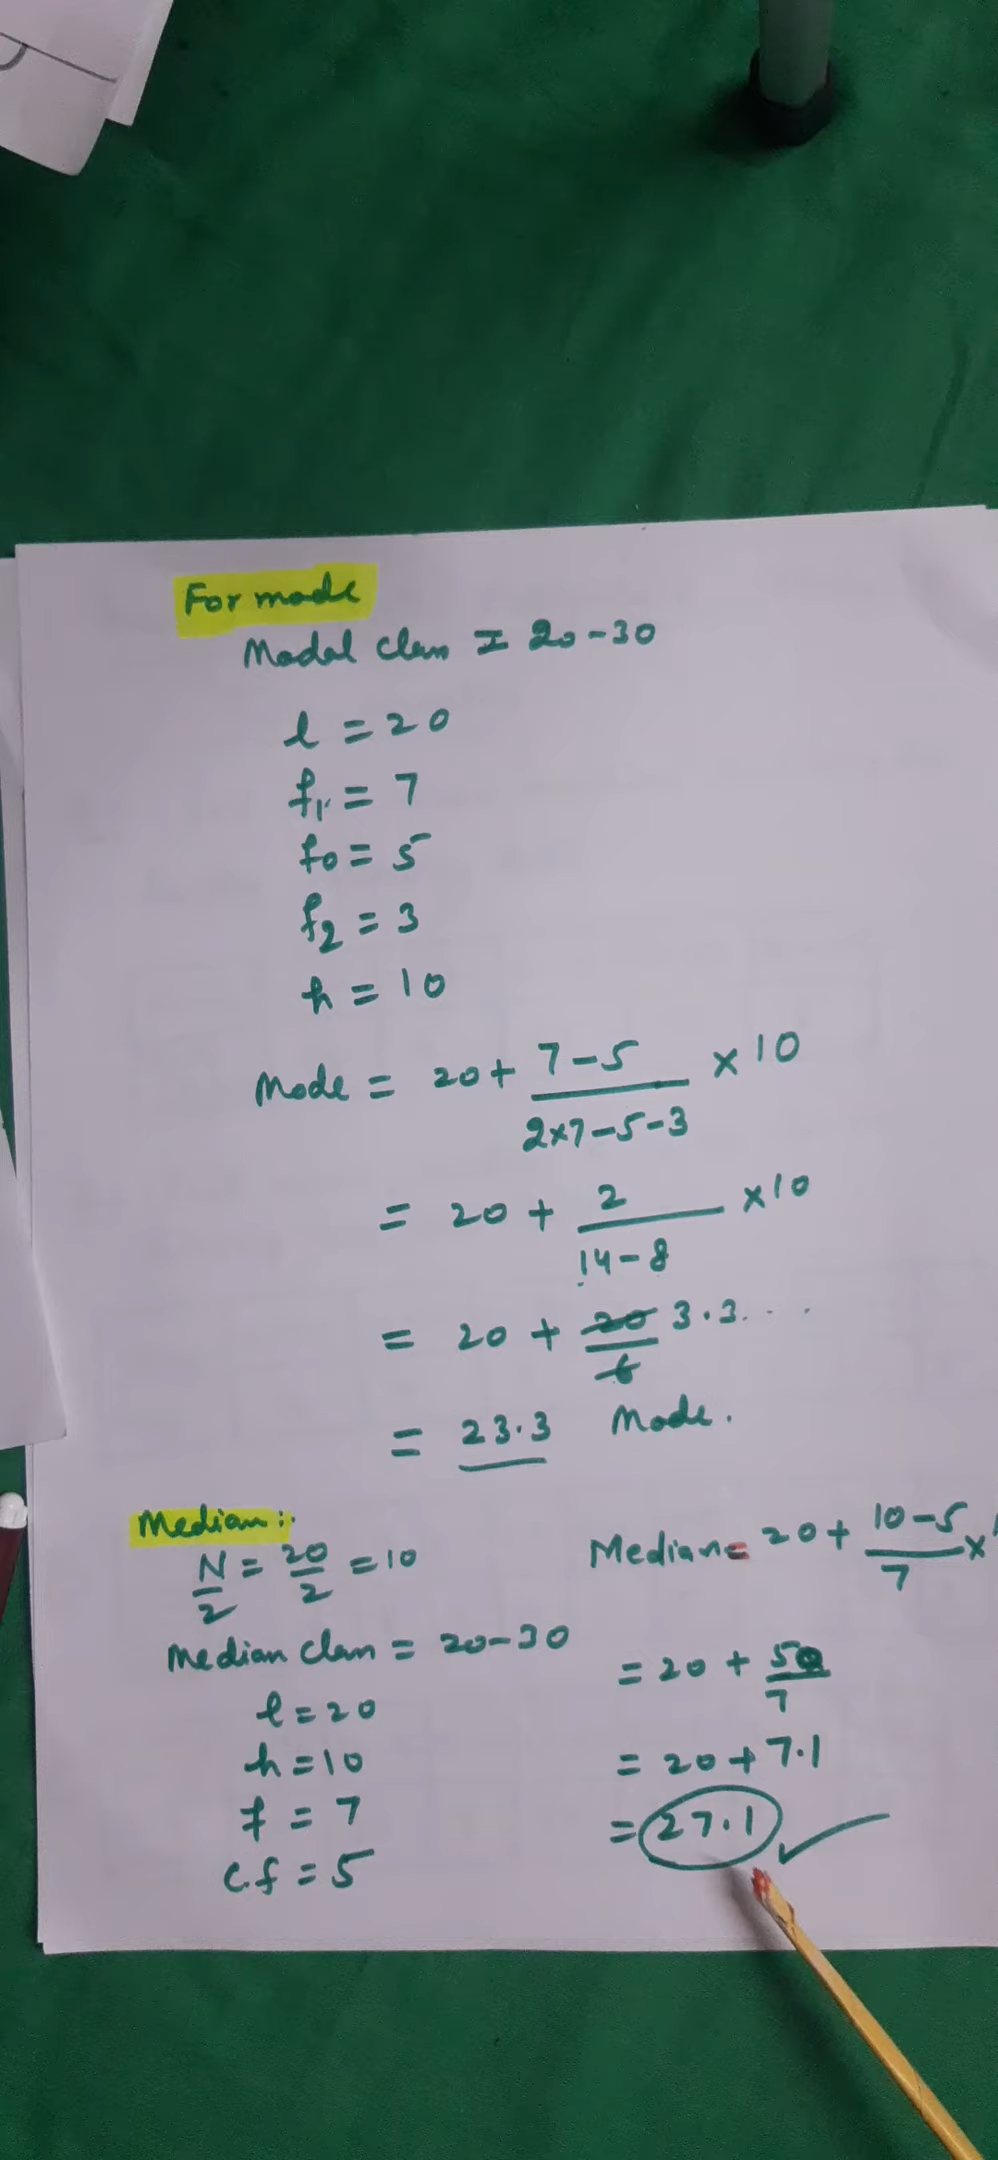 For mode
Modal class = 20-30
l = 20
f1 = 7
f0 = 5
f2 = 3
h = 10
Mode = 20 + 7-5 / 2x7-5-3 x 10
= 20 + 2 / 14-8 x10
= 20 + 20 / 6 3.3...
= 23.3 Mode.
Median:
N/2 = 20/2 = 10
Median class = 20-30
l = 20
h = 10
f = 7
c.f = 5
Median = 20 + 10-5 / 7 x
= 20 + 50 / 7
= 20 + 7.1
= 27.1